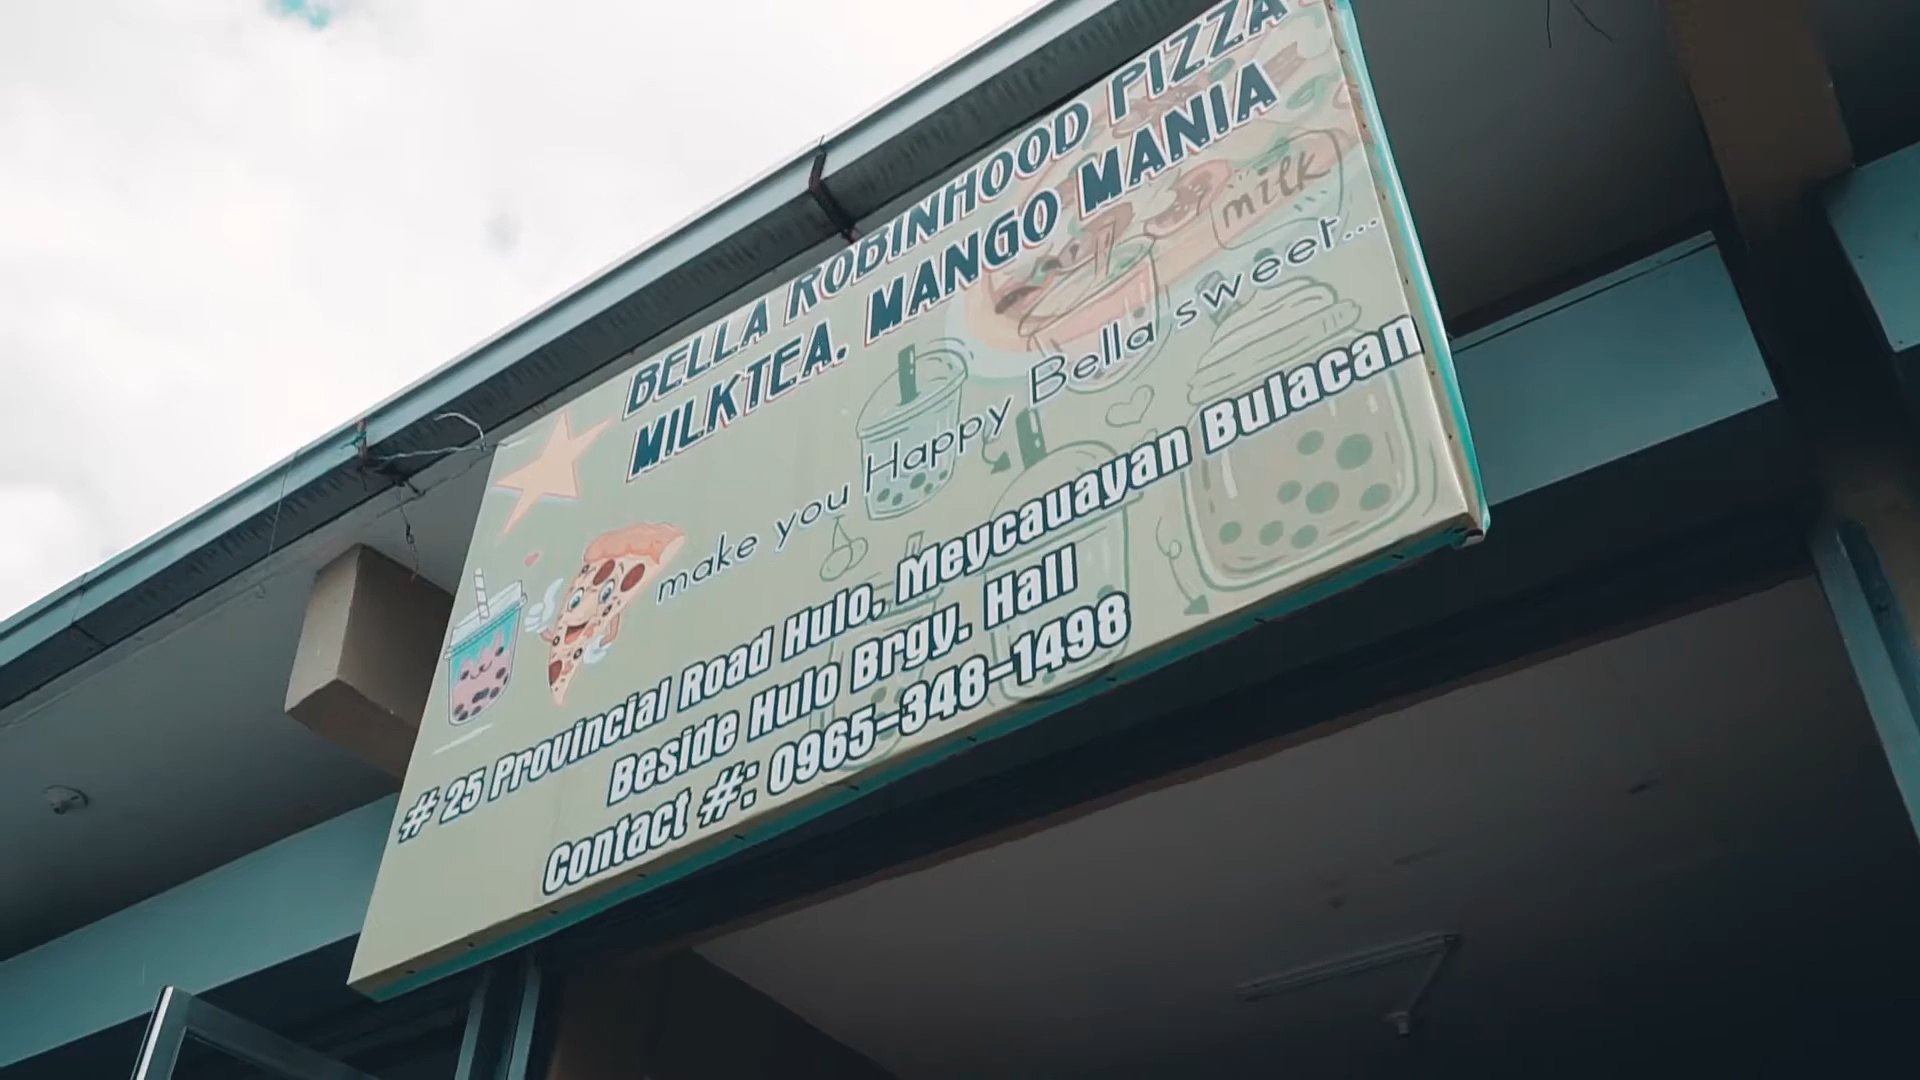 BELLA ROBINHOOD PIZZA
MILKTEA. MANGO MANIA
milk
make you Happy Bella sweet...
# 25 Provincial Road Hulo, Meycauayan Bulacan
Beside Hulo Brgy. Hall
Contact #: 0965-348-1498